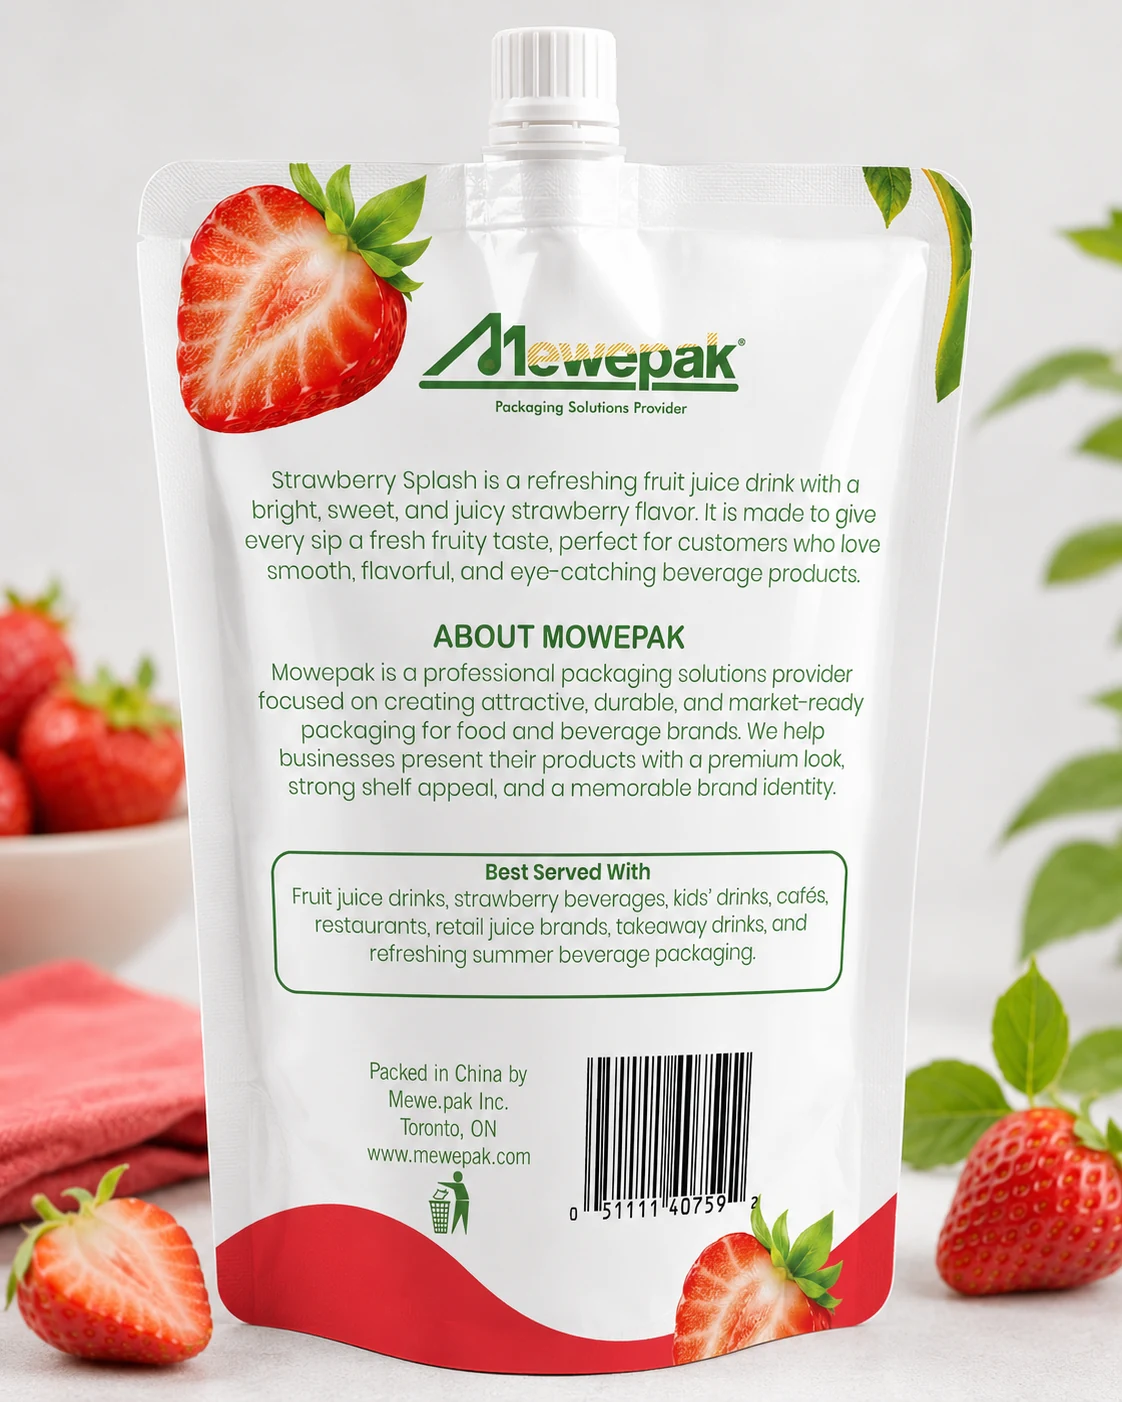 Mewepak®
Packaging Solutions Provider
Strawberry Splash is a refreshing fruit juice drink with a
bright, sweet, and juicy strawberry flavor. It is made to give
every sip a fresh fruity taste, perfect for customers who love
smooth, flavorful, and eye-catching beverage products.
ABOUT MOWEPAK
Mowepak is a professional packaging solutions provider
focused on creating attractive, durable, and market-ready
packaging for food and beverage brands. We help
businesses present their products with a premium look,
strong shelf appeal, and a memorable brand identity.
Best Served With
Fruit juice drinks, strawberry beverages, kids' drinks, cafés,
restaurants, retail juice brands, takeaway drinks, and
refreshing summer beverage packaging.
Packed in China by
Mewe.pak Inc.
Toronto, ON
www.mewepak.com
0 51111 40759 2